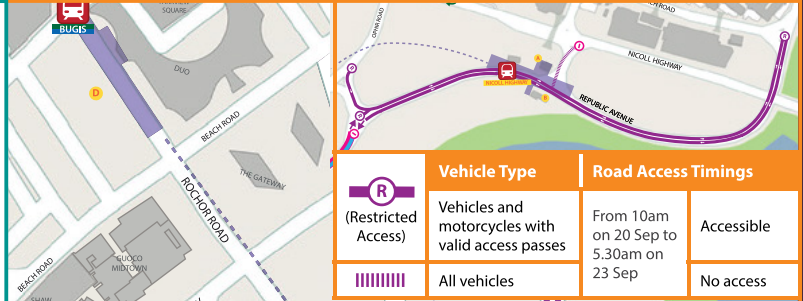 SQUARE
BUGIS
DUO
D
BEACH ROAD
THE GATEWAY
ROCHOR ROAD
GUOCO
MIDTOWN
BEACH ROAD
SHAW
OPHIR ROAD
ROAD
NICOLL HIGHWAY
R
A
NICOLL HIGHWAY
B
REPUBLIC AVENUE
Vehicle Type
Road Access Timings
R
(Restricted
Access)
Vehicles and
motorcycles with
valid access passes
From 10am
on 20 Sep to
5.30am on
23 Sep
Accessible
All vehicles
No access